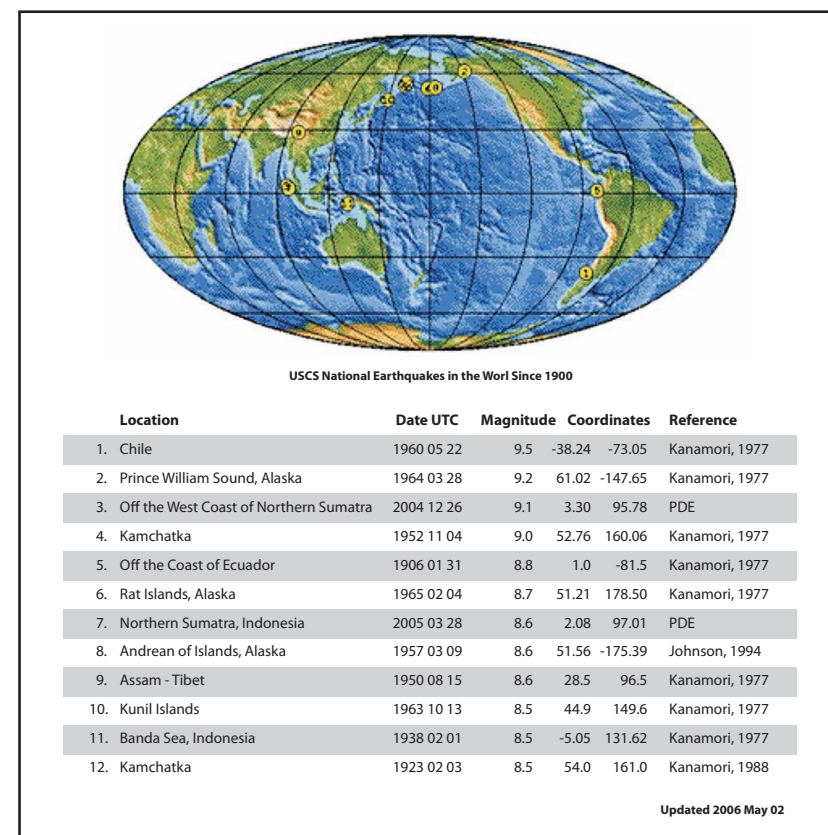 2
6 8
10
9
5
11
1
USCS National Earthquakes in the Worl Since 1900
Location Date UTC Magnitude Coordinates Reference
1. Chile 1960 05 22 9.5 -38.24 -73.05 Kanamori, 1977
2. Prince William Sound, Alaska 1964 03 28 9.2 61.02 -147.65 Kanamori, 1977
3. Off the West Coast of Northern Sumatra 2004 12 26 9.1 3.30 95.78 PDE
4. Kamchatka 1952 11 04 9.0 52.76 160.06 Kanamori, 1977
5. Off the Coast of Ecuador 1906 01 31 8.8 1.0 -81.5 Kanamori, 1977
6. Rat Islands, Alaska 1965 02 04 8.7 51.21 178.50 Kanamori, 1977
7. Northern Sumatra, Indonesia 2005 03 28 8.6 2.08 97.01 PDE
8. Andrean of Islands, Alaska 1957 03 09 8.6 51.56 -175.39 Johnson, 1994
9. Assam - Tibet 1950 08 15 8.6 28.5 96.5 Kanamori, 1977
10. Kunil Islands 1963 10 13 8.5 44.9 149.6 Kanamori, 1977
11. Banda Sea, Indonesia 1938 02 01 8.5 -5.05 131.62 Kanamori, 1977
12. Kamchatka 1923 02 03 8.5 54.0 161.0 Kanamori, 1988
Updated 2006 May 02